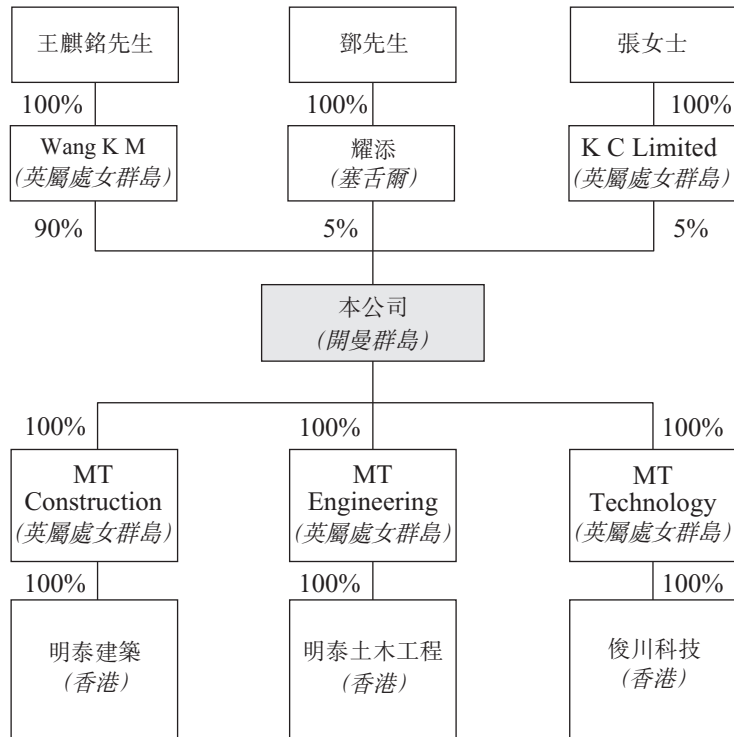 王麒銘先生
鄧先生
張女士
100%
100%
100%
Wang K M
(英屬處女群島)
耀添
(塞舌爾)
K C Limited
(英屬處女群島)
90%
5%
5%
本公司
(開曼群島)
100%
100%
100%
MT
Construction
(英屬處女群島)
MT
Engineering
(英屬處女群島)
MT
Technology
(英屬處女群島)
100%
100%
100%
明泰建築
(香港)
明泰土木工程
(香港)
俊川科技
(香港)